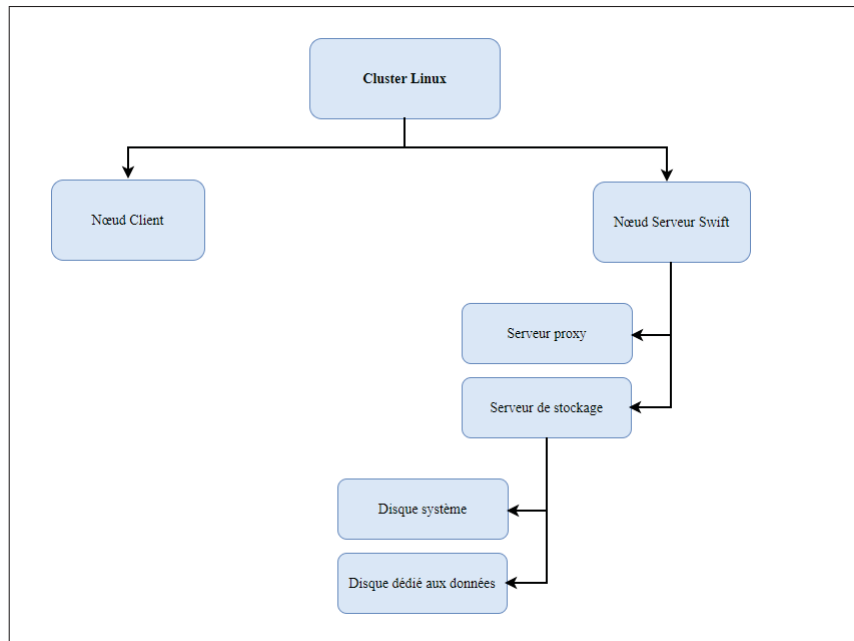 Cluster Linux
Nœud Client
Nœud Serveur Swift
Serveur proxy
Serveur de stockage
Disque système
Disque dédié aux données